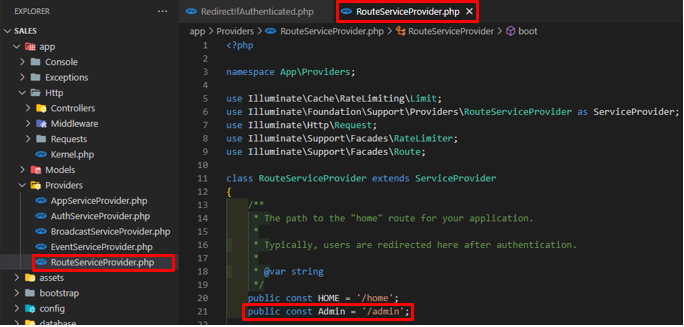 EXPLORER
···
SALES
app
Console
Exceptions
Http
Controllers
Middleware
Requests
Kernel.php
Models
Providers
AppServiceProvider.php
AuthServiceProvider.php
BroadcastServiceProvider.php
EventServiceProvider.php
RouteServiceProvider.php
assets
bootstrap
config
database
RedirectIfAuthenticated.php
RouteServiceProvider.php
app > Providers > RouteServiceProvider.php > RouteServiceProvider > boot
1 <?php
2
3 namespace App\Providers;
4
5 use Illuminate\Cache\RateLimiting\Limit;
6 use Illuminate\Foundation\Support\Providers\RouteServiceProvider as ServiceProvider;
7 use Illuminate\Http\Request;
8 use Illuminate\Support\Facades\RateLimiter;
9 use Illuminate\Support\Facades\Route;
10
11 class RouteServiceProvider extends ServiceProvider
12 {
13 /**
14 * The path to the "home" route for your application.
15 *
16 * Typically, users are redirected here after authentication.
17 *
18 * @var string
19 */
20 public const HOME = '/home';
21 public const Admin = '/admin';